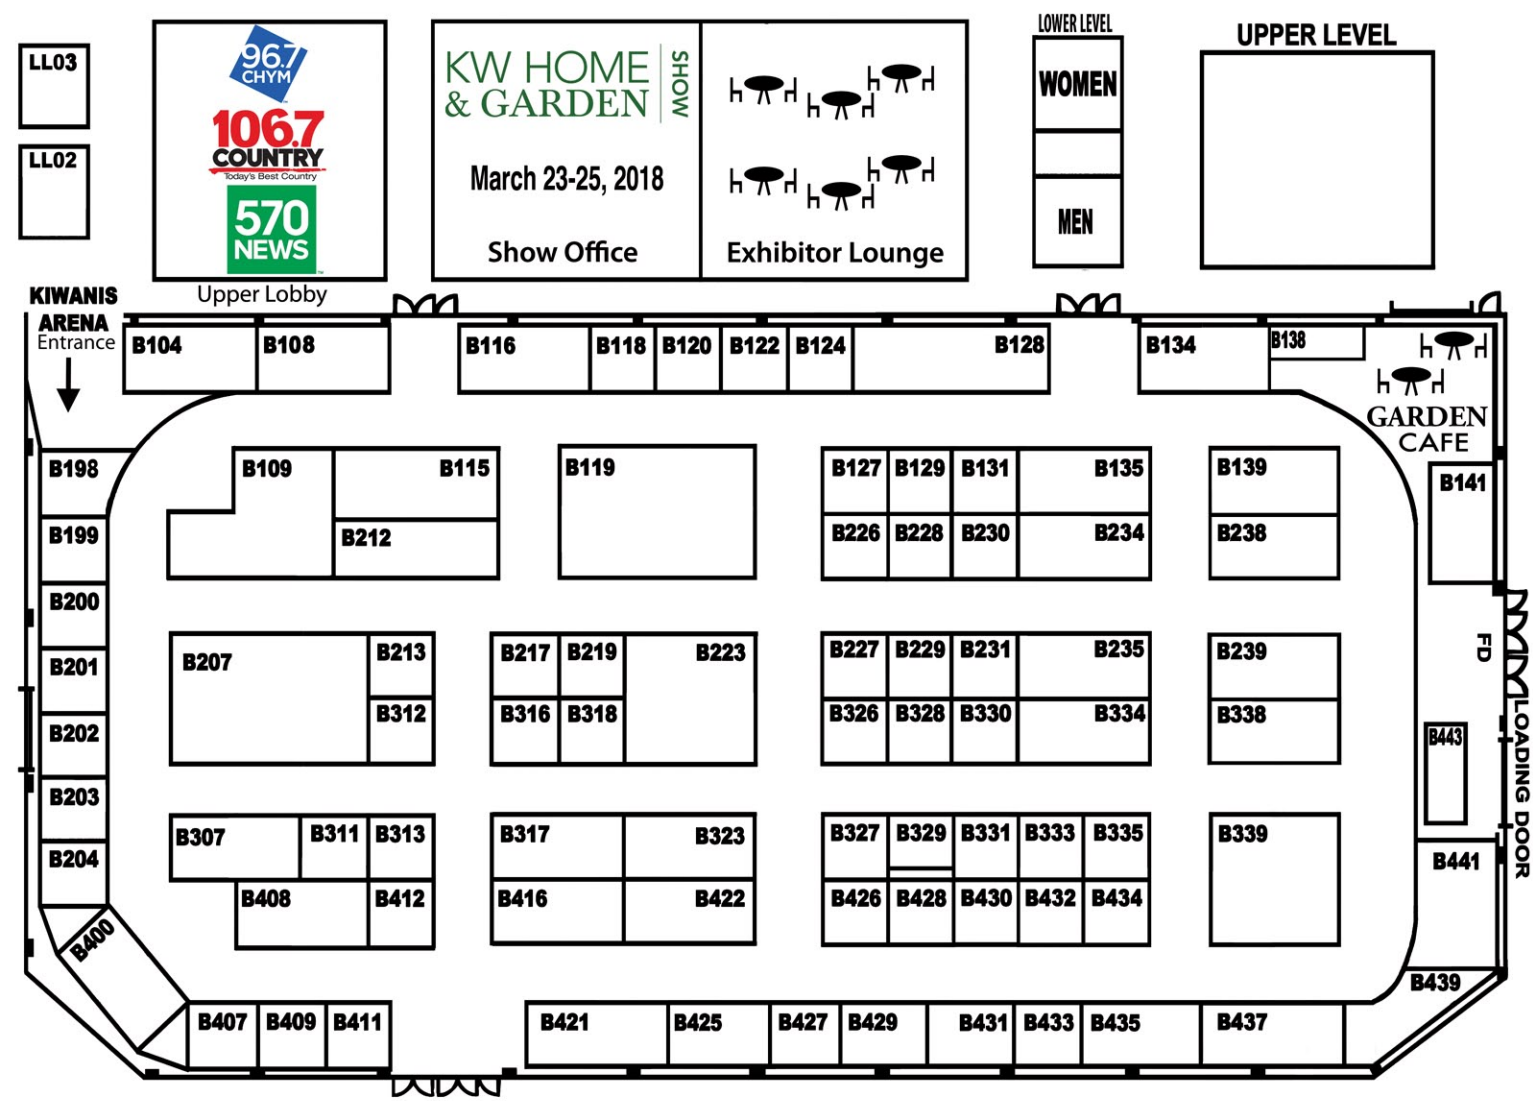 LL03
LL02
96.7
CHYM
106.7
COUNTRY
Today's Best Country
570
NEWS
Upper Lobby
KW HOME
& GARDEN
SHOW
March 23-25, 2018
Show Office
Exhibitor Lounge
LOWER LEVEL
WOMEN
MEN
UPPER LEVEL
KIWANIS
ARENA
Entrance
B104 B108 B116 B118 B120 B122 B124 B128 B134 B138
GARDEN
CAFE
B198 B109 B115 B119 B127 B129 B131 B135 B139 B141
B199 B212 B226 B228 B230 B234 B238
B200
B201 B207 B213 B217 B219 B223 B227 B229 B231 B235 B239 FD
B202 B312 B316 B318 B326 B328 B330 B334 B338 B443
LOADING DOOR
B203
B204 B307 B311 B313 B317 B323 B327 B329 B331 B333 B335 B339 B441
B400 B408 B412 B416 B422 B426 B428 B430 B432 B434
B439
B407 B409 B411 B421 B425 B427 B429 B431 B433 B435 B437